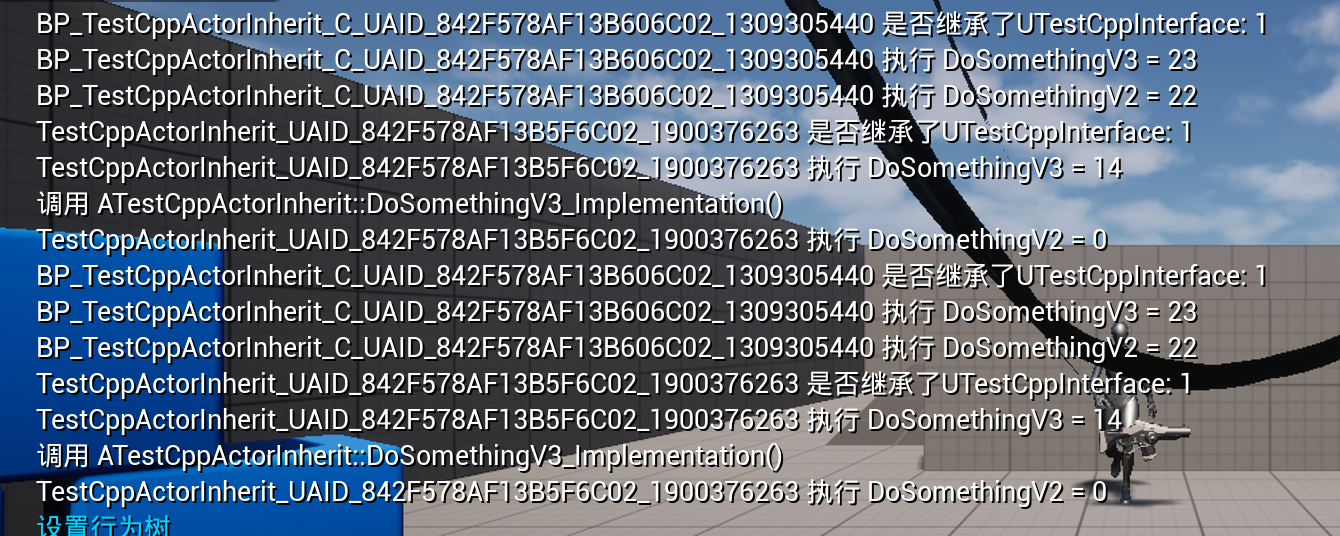 BP_TestCppActorInherit_C_UAID_842F578AF13B606C02_1309305440 是否继承了UTestCppInterface: 1
BP_TestCppActorInherit_C_UAID_842F578AF13B606C02_1309305440 执行 DoSomethingV3 = 23
BP_TestCppActorInherit_C_UAID_842F578AF13B606C02_1309305440 执行 DoSomethingV2 = 22
TestCppActorInherit_UAID_842F578AF13B5F6C02_1900376263 是否继承了UTestCppInterface: 1
TestCppActorInherit_UAID_842F578AF13B5F6C02_1900376263 执行 DoSomethingV3 = 14
调用 ATestCppActorInherit::DoSomethingV3_Implementation()
TestCppActorInherit_UAID_842F578AF13B5F6C02_1900376263 执行 DoSomethingV2 = 0
BP_TestCppActorInherit_C_UAID_842F578AF13B606C02_1309305440 是否继承了UTestCppInterface: 1
BP_TestCppActorInherit_C_UAID_842F578AF13B606C02_1309305440 执行 DoSomethingV3 = 23
BP_TestCppActorInherit_C_UAID_842F578AF13B606C02_1309305440 执行 DoSomethingV2 = 22
TestCppActorInherit_UAID_842F578AF13B5F6C02_1900376263 是否继承了UTestCppInterface: 1
TestCppActorInherit_UAID_842F578AF13B5F6C02_1900376263 执行 DoSomethingV3 = 14
调用 ATestCppActorInherit::DoSomethingV3_Implementation()
TestCppActorInherit_UAID_842F578AF13B5F6C02_1900376263 执行 DoSomethingV2 = 0
设置行为树